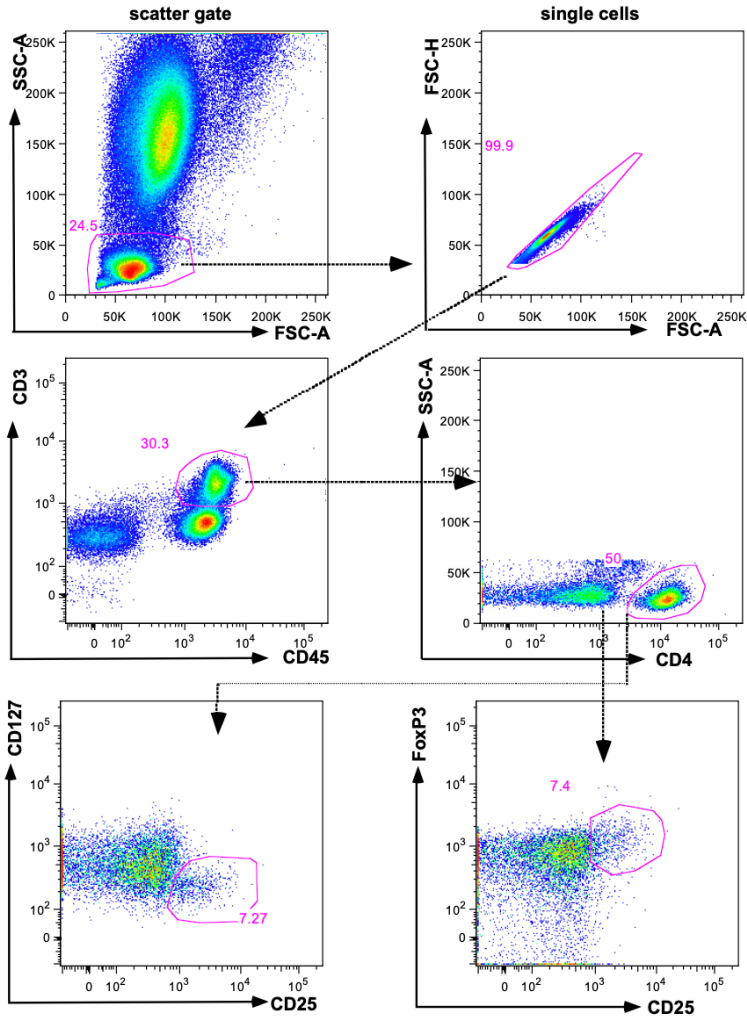 scatter gate
single cells
SSC-A
250K
200K
150K
100K
50K
0
24.5
0 50K 100K 150K 200K 250K
FSC-A
FSC-H
250K
200K
150K
100K
50K
0
99.9
0 50K 100K 150K 200K 250K
FSC-A
CD3
10^5
10^4
10^3
10^2
0
30.3
0 10^2 10^3 10^4 10^5
CD45
SSC-A
250K
200K
150K
100K
50K
0
50
0 10^2 10^3 10^4 10^5
CD4
CD127
10^5
10^4
10^3
10^2
0
7.27
0 10^2 10^3 10^4 10^5
CD25
FoxP3
10^5
10^4
10^3
10^2
0
7.4
0 10^2 10^3 10^4 10^5
CD25